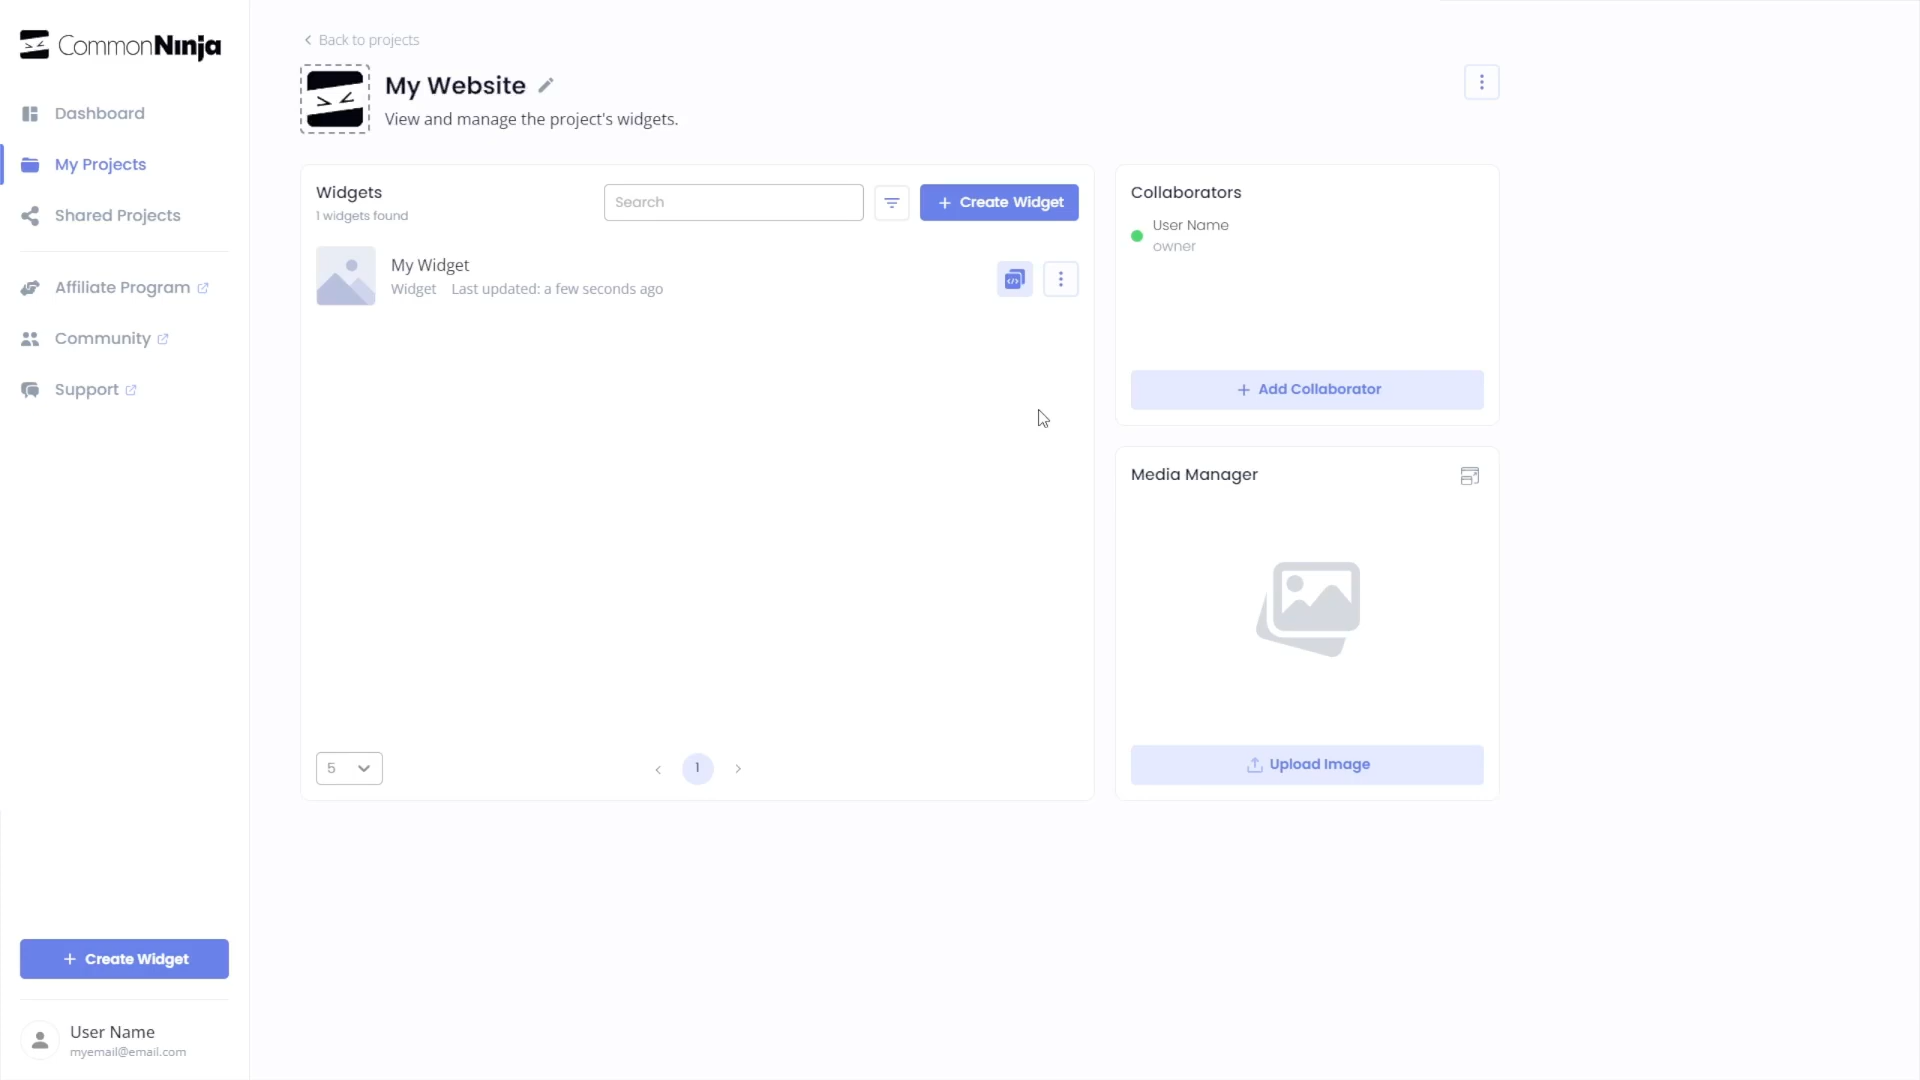 CommonNinja
Dashboard
My Projects
Shared Projects
Affiliate Program
Community
Support
Create Widget
User Name
myemail@email.com
Back to projects
My Website
View and manage the project's widgets.
Widgets
1 widgets found
Search
Create Widget
My Widget
Widget Last updated: a few seconds ago
5
1
Collaborators
User Name
owner
Add Collaborator
Media Manager
Upload Image